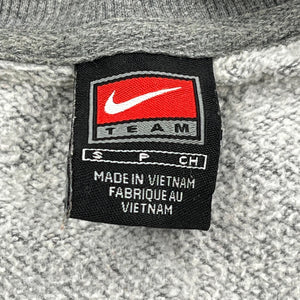 TEAM
S P CH
MADE IN VIETNAM
FABRIQUE AU
VIETNAM